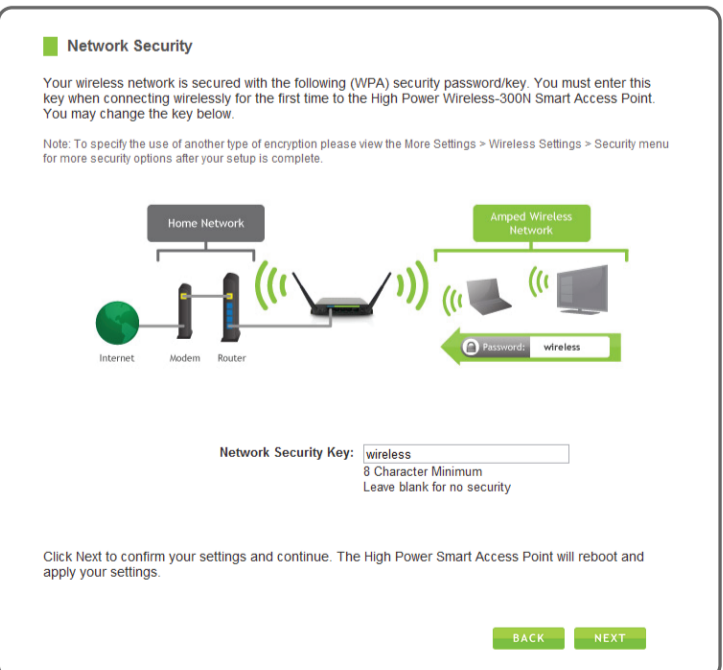 Network Security
Your wireless network is secured with the following (WPA) security password/key. You must enter this
key when connecting wirelessly for the first time to the High Power Wireless-300N Smart Access Point.
You may change the key below.
Note: To specify the use of another type of encryption please view the More Settings > Wireless Settings > Security menu
for more security options after your setup is complete.
Home Network
Amped Wireless
Network
Internet
Modem
Router
Password:
wireless
Network Security Key:
wireless
8 Character Minimum
Leave blank for no security
Click Next to confirm your settings and continue. The High Power Smart Access Point will reboot and
apply your settings.
BACK
NEXT